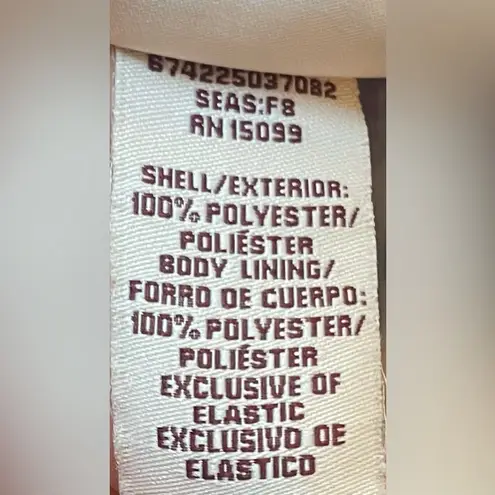 674225037082
SEAS:F8
RN 15099
SHELL/EXTERIOR:
100% POLYESTER/
POLIÉSTER
BODY LINING/
FORRO DE CUERPO:
100% POLYESTER/
POLIÉSTER
EXCLUSIVE OF
ELASTIC
EXCLUSIVO DE
ELASTICO